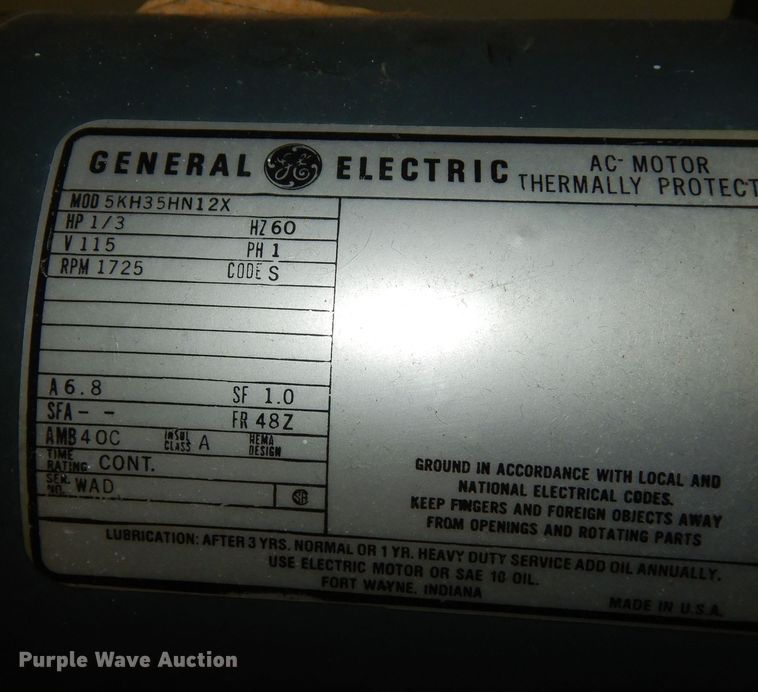 GENERAL GE ELECTRIC
AC- MOTOR
THERMALLY PROTECT
MOD 5KH35HN12X
HP 1/3 HZ 60
V 115 PH 1
RPM 1725 CODE S
A 6.8 SF 1.0
SFA - - FR 48Z
AMB 40C INSUL CLASS A NEMA DESIGN
TIME RATING CONT.
SER. NO. WAD
SA
GROUND IN ACCORDANCE WITH LOCAL AND
NATIONAL ELECTRICAL CODES.
KEEP FINGERS AND FOREIGN OBJECTS AWAY
FROM OPENINGS AND ROTATING PARTS
LUBRICATION: AFTER 3 YRS. NORMAL OR 1 YR. HEAVY DUTY SERVICE ADD OIL ANNUALLY.
USE ELECTRIC MOTOR OR SAE 10 OIL.
FORT WAYNE, INDIANA
MADE IN U.S.A.
Purple Wave Auction